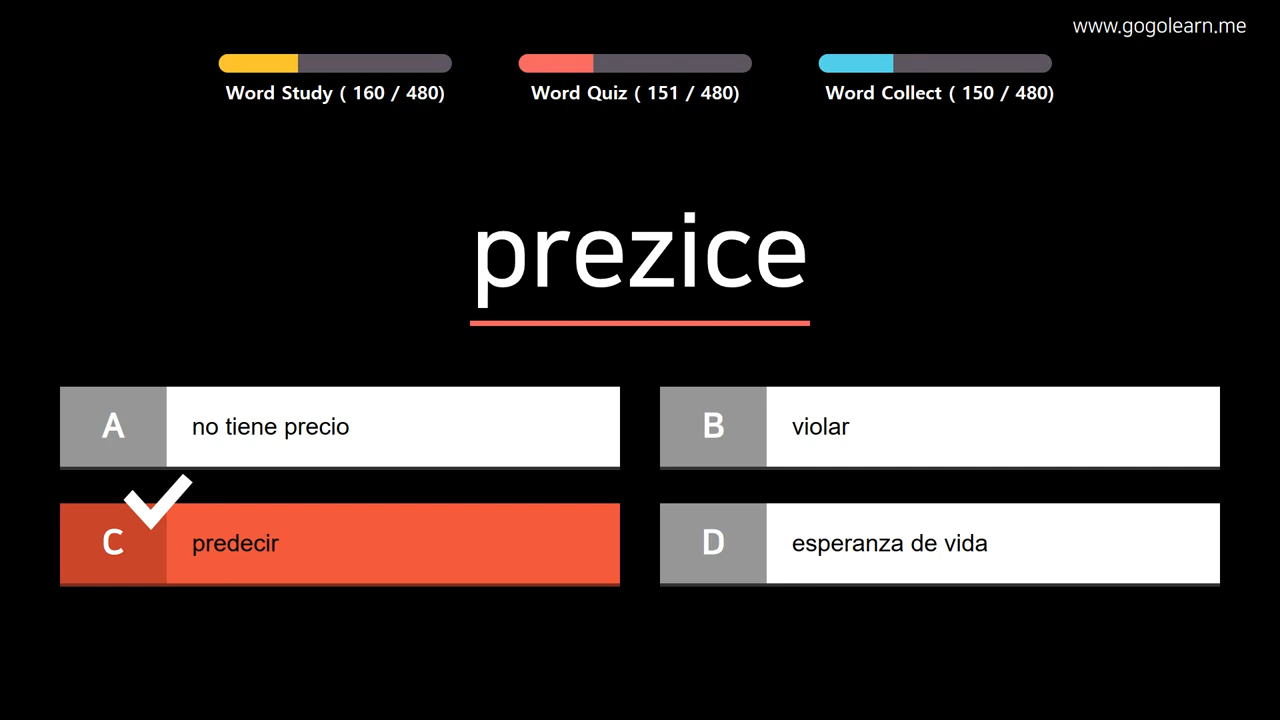 www.gogolearn.me
Word Study ( 160 / 480)
Word Quiz ( 151 / 480)
Word Collect ( 150 / 480)
prezice
A no tiene precio
B violar
C predecir
D esperanza de vida